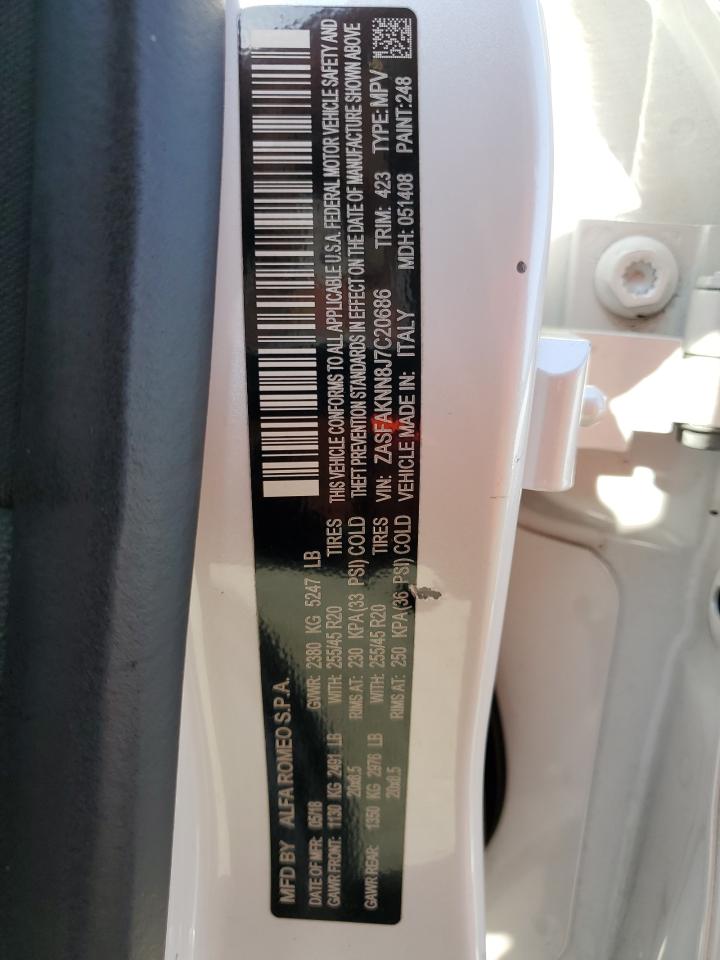 MFD BY ALFA ROMEO S.P.A.
DATE OF MFR: 05/18 GVWR: 2380 KG 5247 LB
GAWR FRONT: 1130 KG 2491 LB WITH: 255/45 R20 TIRES
20x8.5 RIMS AT: 230 KPA(33 PSI) COLD
GAWR REAR: 1350 KG 2976 LB WITH: 255/45 R20 TIRES
20x8.5 RIMS AT: 250 KPA(36 PSI) COLD
THIS VEHICLE CONFORMS TO ALL APPLICABLE U.S.A. FEDERAL MOTOR VEHICLE SAFETY AND
THEFT PREVENTION STANDARDS IN EFFECT ON THE DATE OF MANUFACTURE SHOWN ABOVE
VIN: ZASFAKNN8J7C20686 TRIM: 423 TYPE: MPV
VEHICLE MADE IN: ITALY MDH: 051408 PAINT: 248